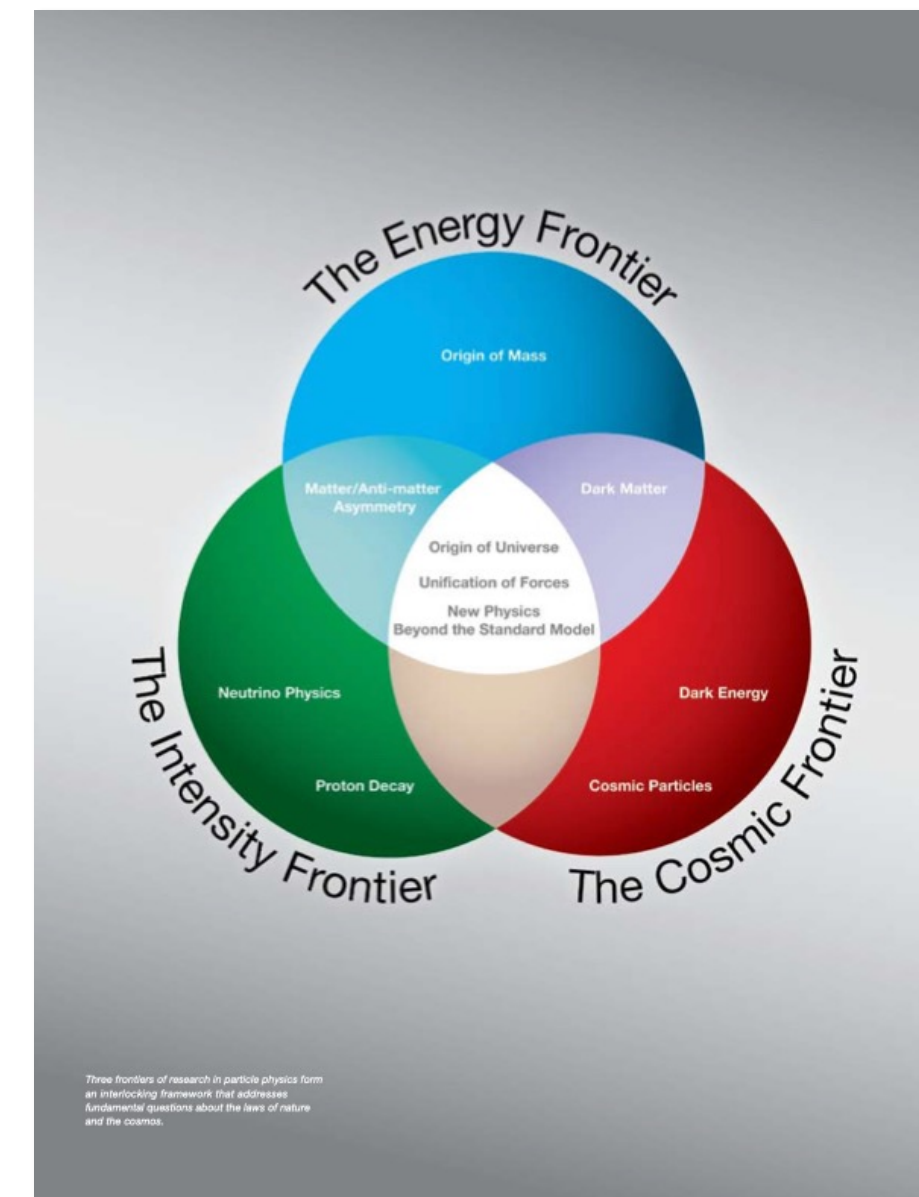 The Energy Frontier
Origin of Mass
Matter/Anti-matter
Asymmetry
Dark Matter
Origin of Universe
Unification of Forces
New Physics
Beyond the Standard Model
Neutrino Physics
Dark Energy
Proton Decay
Cosmic Particles
The Intensity Frontier
The Cosmic Frontier
Three frontiers of research in particle physics form
an interlocking framework that addresses
fundamental questions about the laws of nature
and the cosmos.